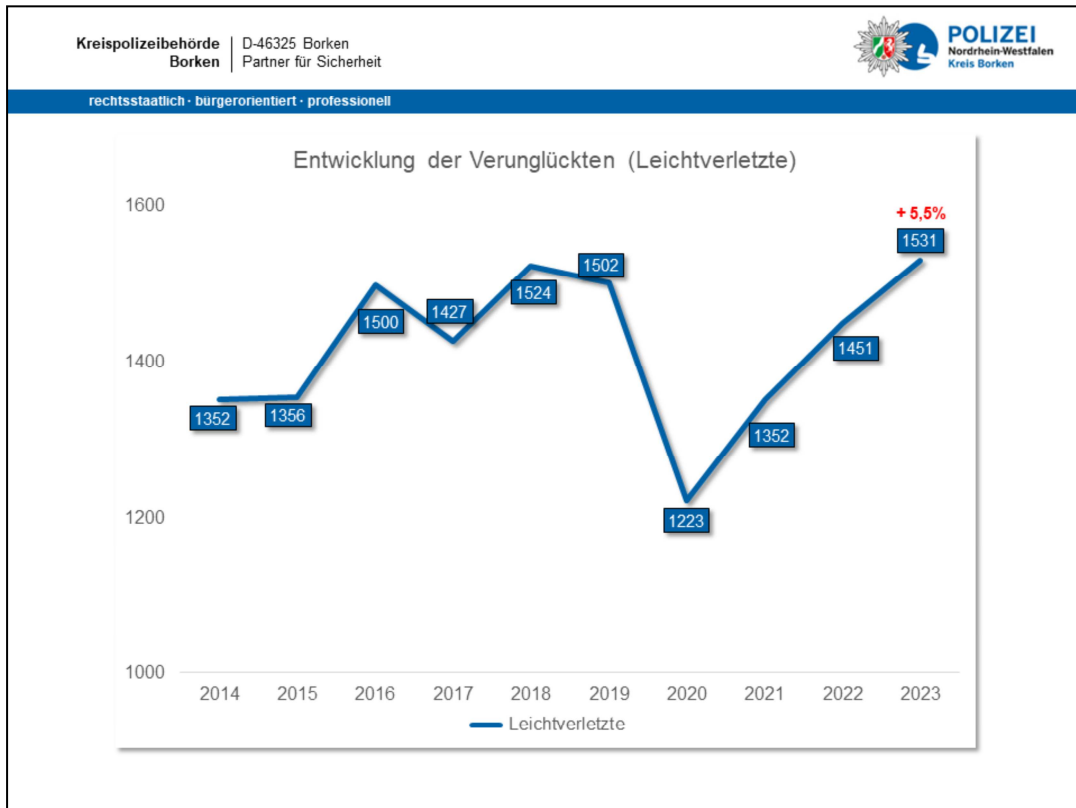 Kreispolizeibehörde
Borken
D-46325 Borken
Partner für Sicherheit
POLIZEI
Nordrhein-Westfalen
Kreis Borken
rechtsstaatlich · bürgerorientiert · professionell
Entwicklung der Verunglückten (Leichtverletzte)
1600
1400
1200
1000
+ 5,5%
1352
1356
1500
1427
1524
1502
1223
1352
1451
1531
2014 2015 2016 2017 2018 2019 2020 2021 2022 2023
Leichtverletzte